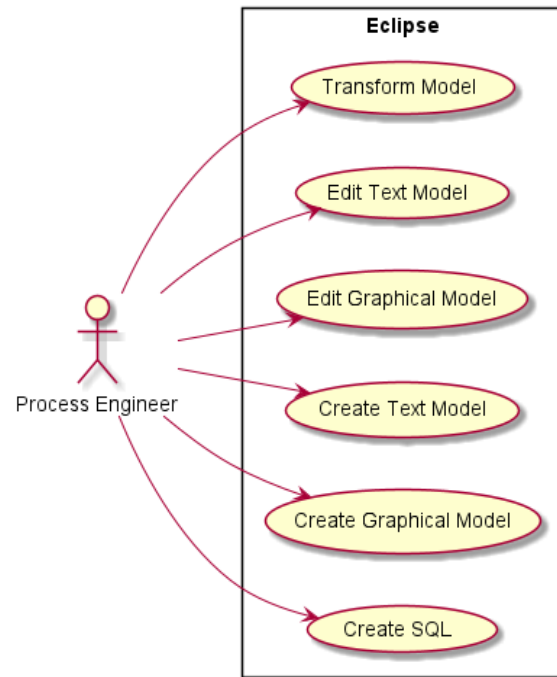 Eclipse
Transform Model
Edit Text Model
Edit Graphical Model
Process Engineer
Create Text Model
Create Graphical Model
Create SQL